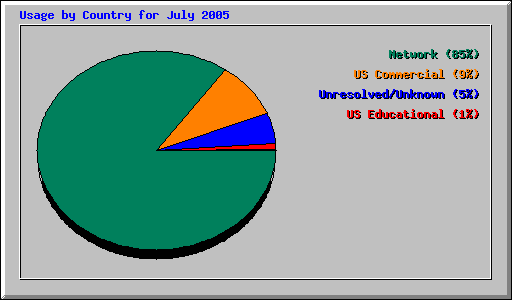 Usage by Country for July 2005
Network (85%)
US Commercial (9%)
Unresolved/Unknown (5%)
US Educational (1%)